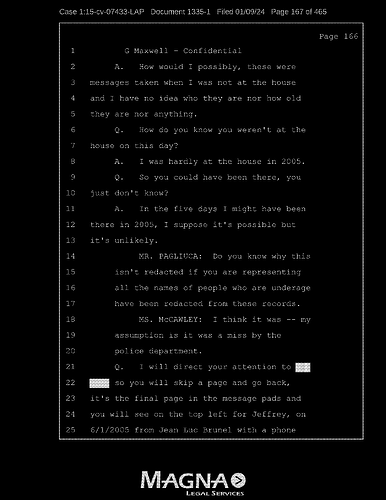 Case 1:15-cv-07433-LAP Document 1335-1 Filed 01/09/24 Page 167 of 465
Page 166
1 G Maxwell - Confidential
2 A. How would I possibly, these were
3 messages taken when I was not at the house
4 and I have no idea who they are nor how old
5 they are nor anything.
6 Q. How do you know you weren't at the
7 house on this day?
8 A. I was hardly at the house in 2005.
9 Q. So you could have been there, you
10 just don't know?
11 A. In the five days I might have been
12 there in 2005, I suppose it's possible but
13 it's unlikely.
14 MR. PAGLIUCA: Do you know why this
15 isn't redacted if you are representing
16 all the names of people who are underage
17 have been redacted from these records.
18 MS. McCAWLEY: I think it was -- my
19 assumption is it was a miss by the
20 police department.
21 Q. I will direct your attention to
22 so you will skip a page and go back,
23 it's the final page in the message pads and
24 you will see on the top left for Jeffrey, on
25 6/1/2005 from Jean Luc Brunel with a phone
MAGNA
LEGAL SERVICES